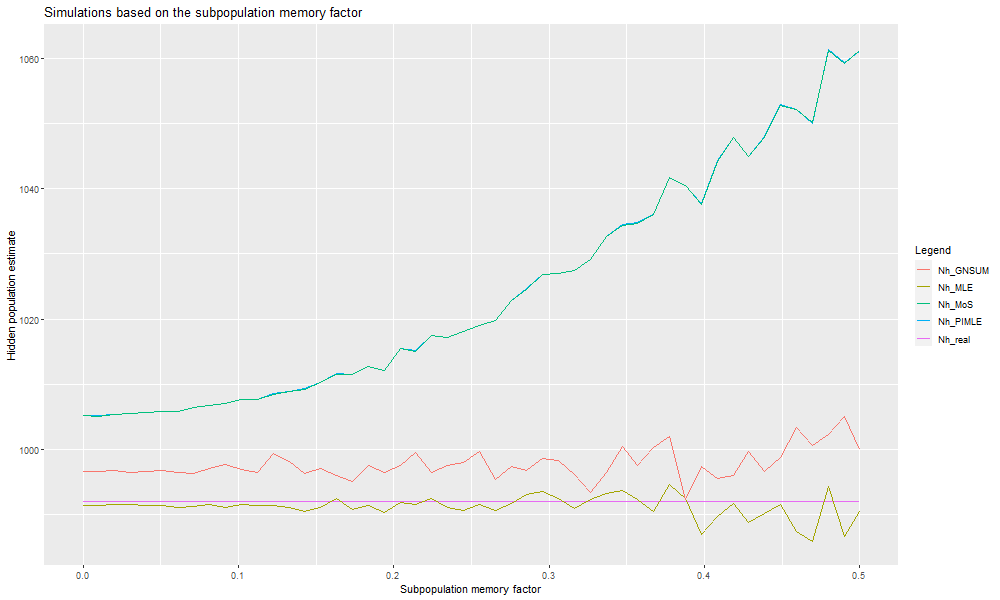 Simulations based on the subpopulation memory factor
Hidden population estimate
1060
1040
1020
1000
0.0
0.1
0.2
0.3
0.4
0.5
Subpopulation memory factor
Legend
Nh_GNSUM
Nh_MLE
Nh_MoS
Nh_PIMLE
Nh_real